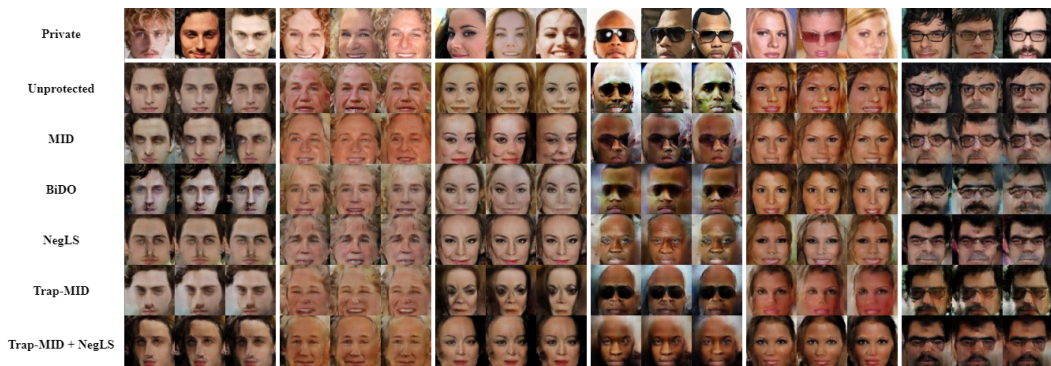 Private
Unprotected
MID
BiDO
NegLS
Trap-MID
Trap-MID + NegLS